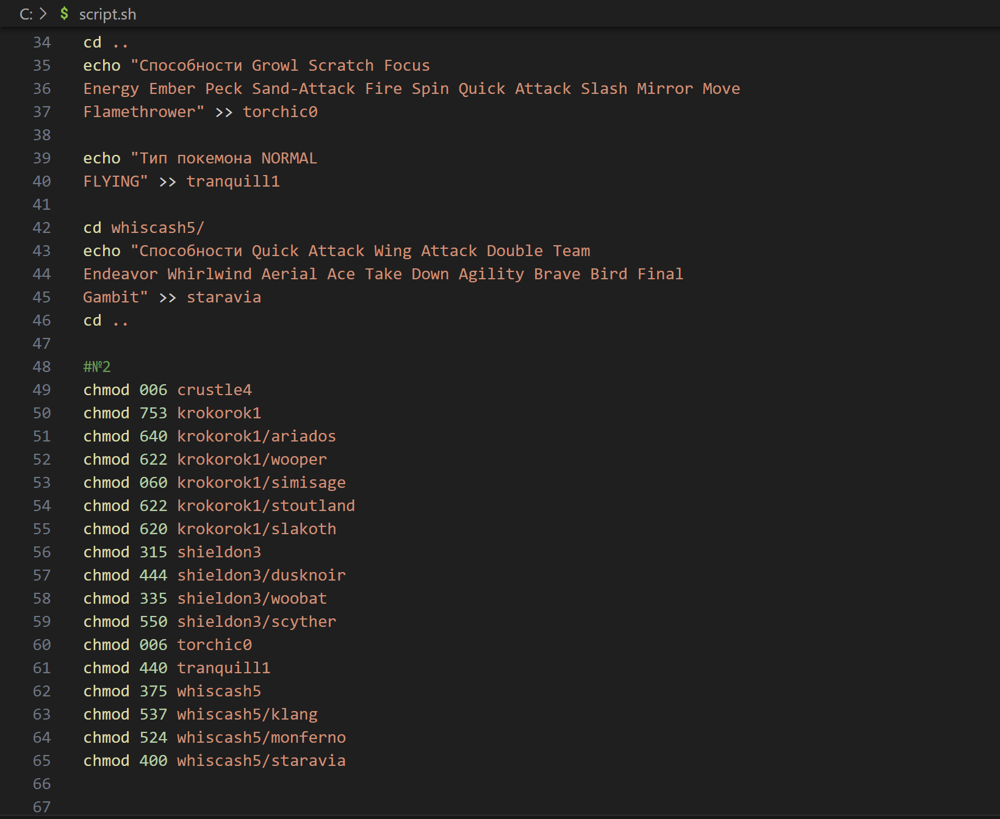 C: > $ script.sh
34 cd ..
35 echo "Способности Growl Scratch Focus
36 Energy Ember Peck Sand-Attack Fire Spin Quick Attack Slash Mirror Move
37 Flamethrower" >> torchic0
38
39 echo "Тип покемона NORMAL
40 FLYING" >> tranquill1
41
42 cd whiscash5/
43 echo "Способности Quick Attack Wing Attack Double Team
44 Endeavor Whirlwind Aerial Ace Take Down Agility Brave Bird Final
45 Gambit" >> staravia
46 cd ..
47
48 #№2
49 chmod 006 crustle4
50 chmod 753 krokorok1
51 chmod 640 krokorok1/ariados
52 chmod 622 krokorok1/wooper
53 chmod 060 krokorok1/simisage
54 chmod 622 krokorok1/stoutland
55 chmod 620 krokorok1/slakoth
56 chmod 315 shieldon3
57 chmod 444 shieldon3/dusknoir
58 chmod 335 shieldon3/woobat
59 chmod 550 shieldon3/scyther
60 chmod 006 torchic0
61 chmod 440 tranquill1
62 chmod 375 whiscash5
63 chmod 537 whiscash5/klang
64 chmod 524 whiscash5/monferno
65 chmod 400 whiscash5/staravia
66
67